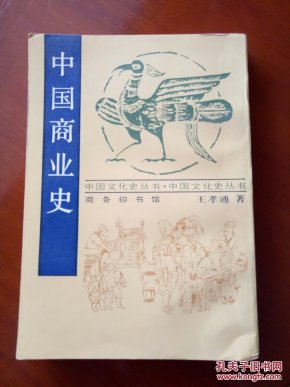 中国商业史
中国文化史丛书·中国文化史丛书
商务印书馆 王孝通著
孔夫子旧书网